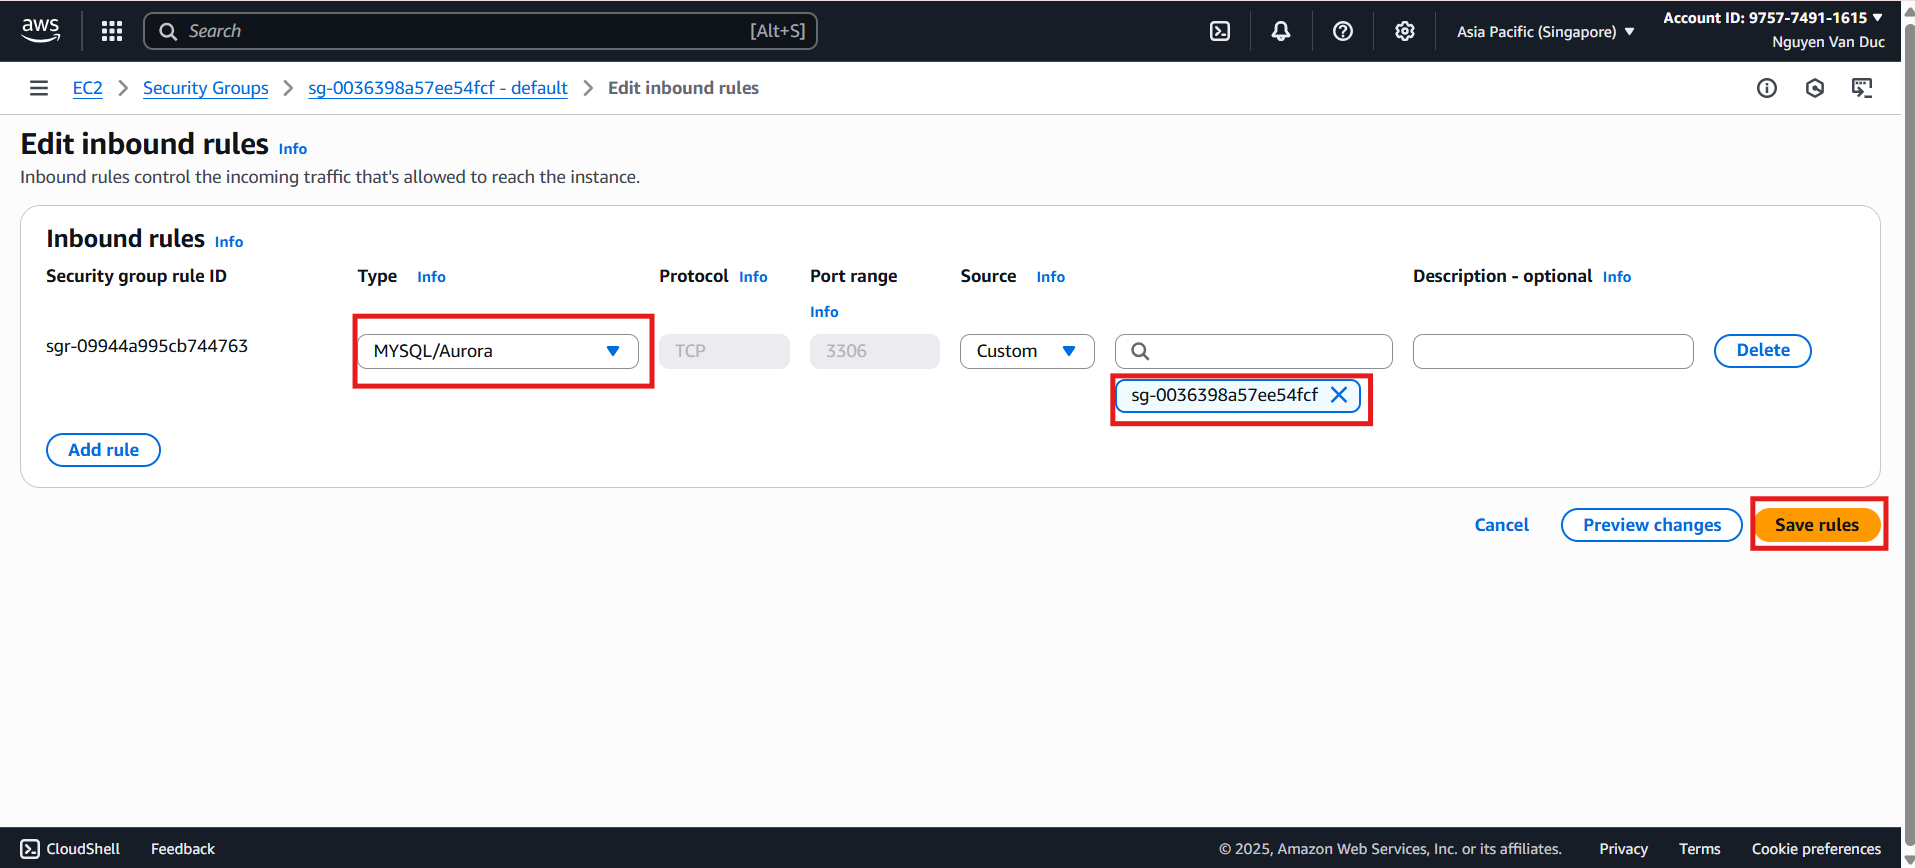 aws
Search [Alt+S]
Asia Pacific (Singapore)
Account ID: 9757-7491-1615
Nguyen Van Duc
EC2 > Security Groups > sg-0036398a57ee54fcf - default > Edit inbound rules
Edit inbound rules Info
Inbound rules control the incoming traffic that's allowed to reach the instance.
Inbound rules Info
Security group rule ID Type Info Protocol Info Port range Info Source Info Description - optional Info
sgr-09944a995cb744763 MYSQL/Aurora TCP 3306 Custom Delete
sg-0036398a57ee54fcf
Add rule
Cancel Preview changes Save rules
CloudShell Feedback © 2025, Amazon Web Services, Inc. or its affiliates. Privacy Terms Cookie preferences